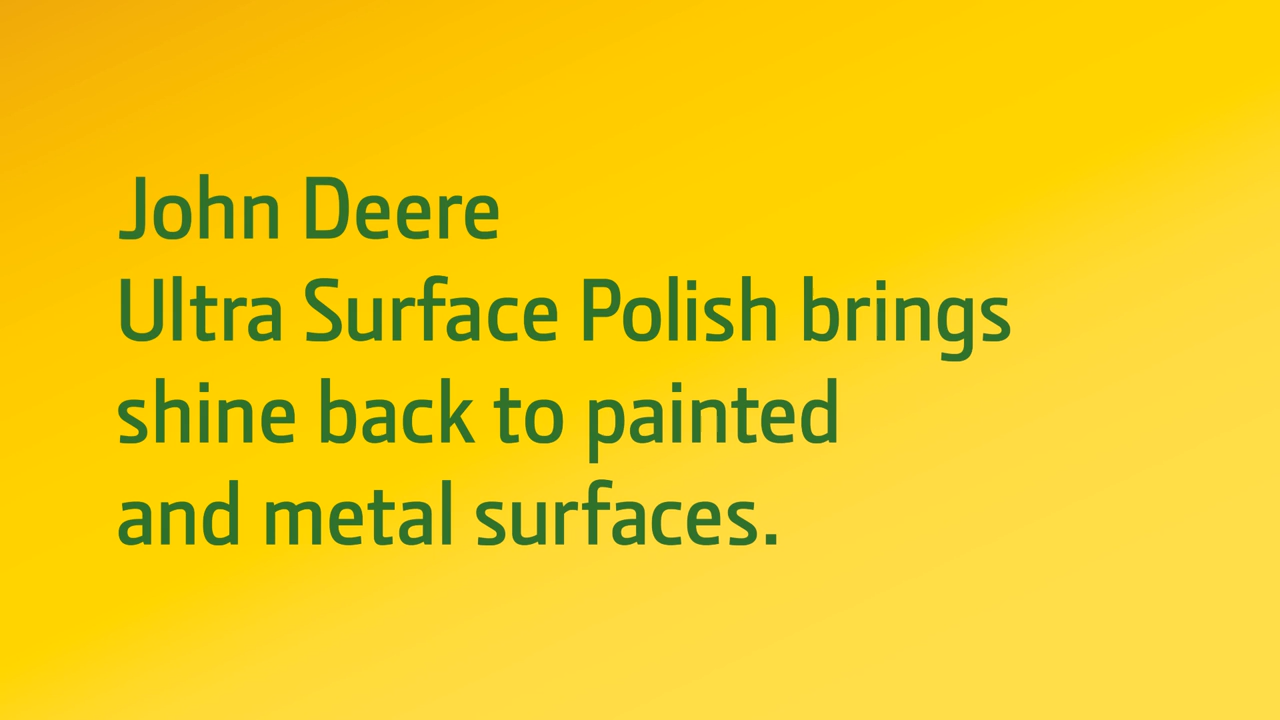 John Deere
Ultra Surface Polish brings
shine back to painted
and metal surfaces.